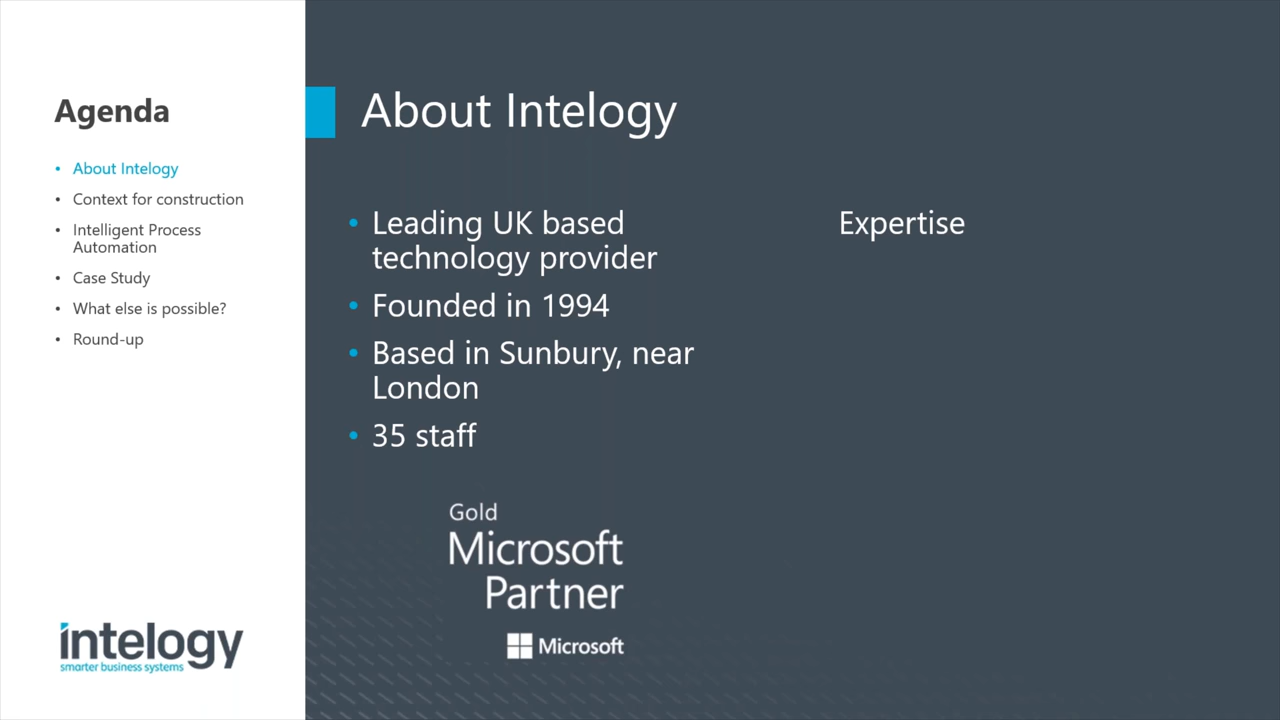 Agenda
• About Intelogy
• Context for construction
• Intelligent Process
Automation
• Case Study
• What else is possible?
• Round-up
intelogy
smarter business systems
About Intelogy
• Leading UK based
technology provider
• Founded in 1994
• Based in Sunbury, near
London
• 35 staff
Gold
Microsoft
Partner
Microsoft
Expertise